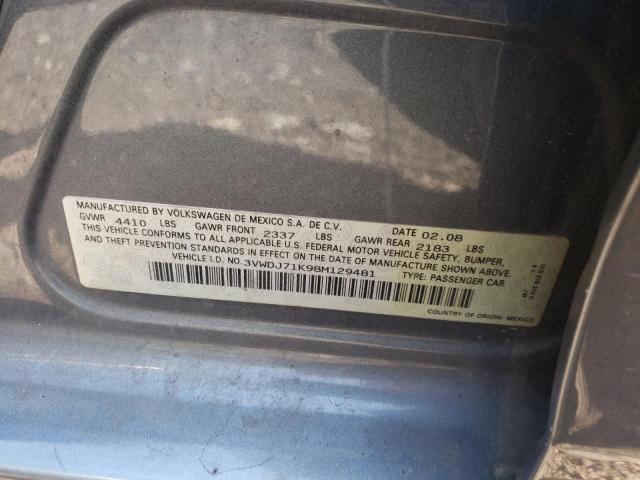 MANUFACTURED BY VOLKSWAGEN DE MEXICO S.A. DE C.V.
GVWR 4410 LBS GAWR FRONT 2337 LBS DATE 02.08 GAWR REAR 2183 LBS
THIS VEHICLE CONFORMS TO ALL APPLICABLE U.S. FEDERAL MOTOR VEHICLE SAFETY, BUMPER,
AND THEFT PREVENTION STANDARDS IN EFFECT ON THE DATE OF MANUFACTURE SHOWN ABOVE.
VEHICLE I.D. NO.3VWDJ71K98M129481 TYPE: PASSENGER CAR
COUNTRY OF ORIGIN: MEXICO